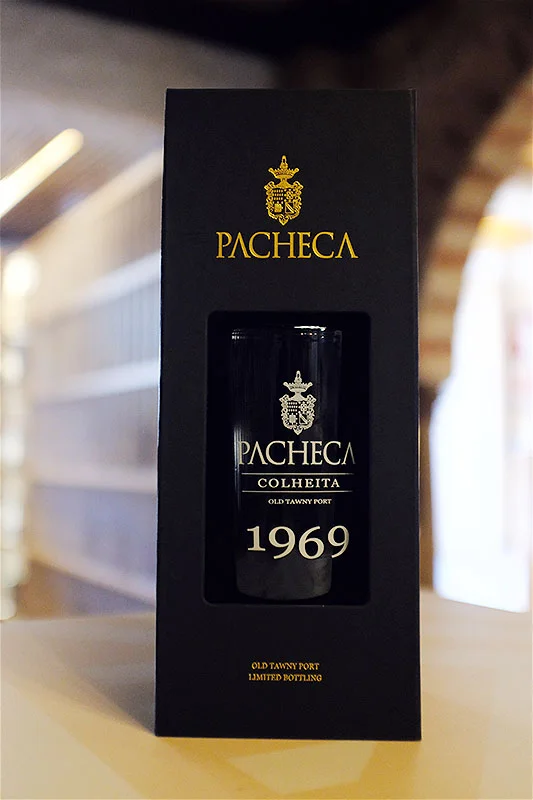 PACHECA
PACHECA
COLHEITA
OLD TAWNY PORT
1969
OLD TAWNY PORT
LIMITED BOTTLING